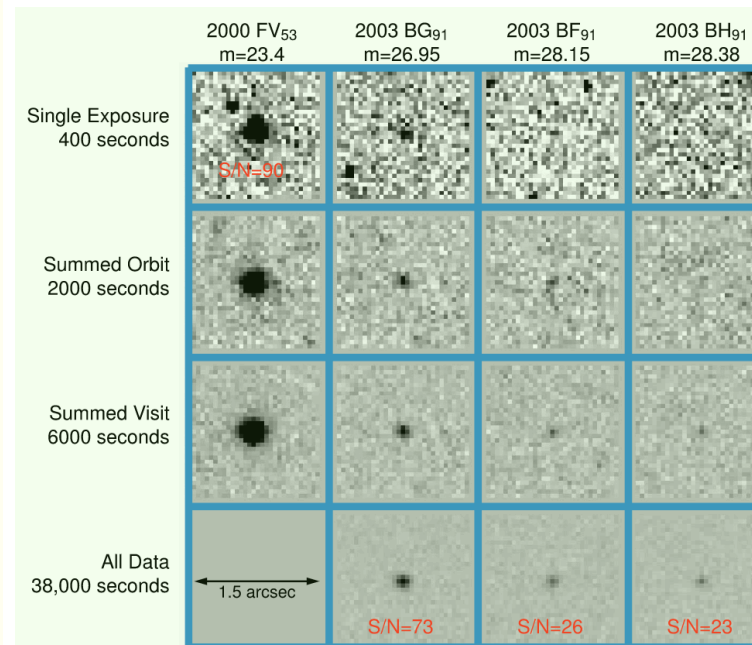 2000 FV₅₃ 2003 BG₉₁ 2003 BF₉₁ 2003 BH₉₁
m=23.4 m=26.95 m=28.15 m=28.38
Single Exposure
400 seconds
S/N=90
Summed Orbit
2000 seconds
Summed Visit
6000 seconds
All Data
38,000 seconds
1.5 arcsec
S/N=73 S/N=26 S/N=23